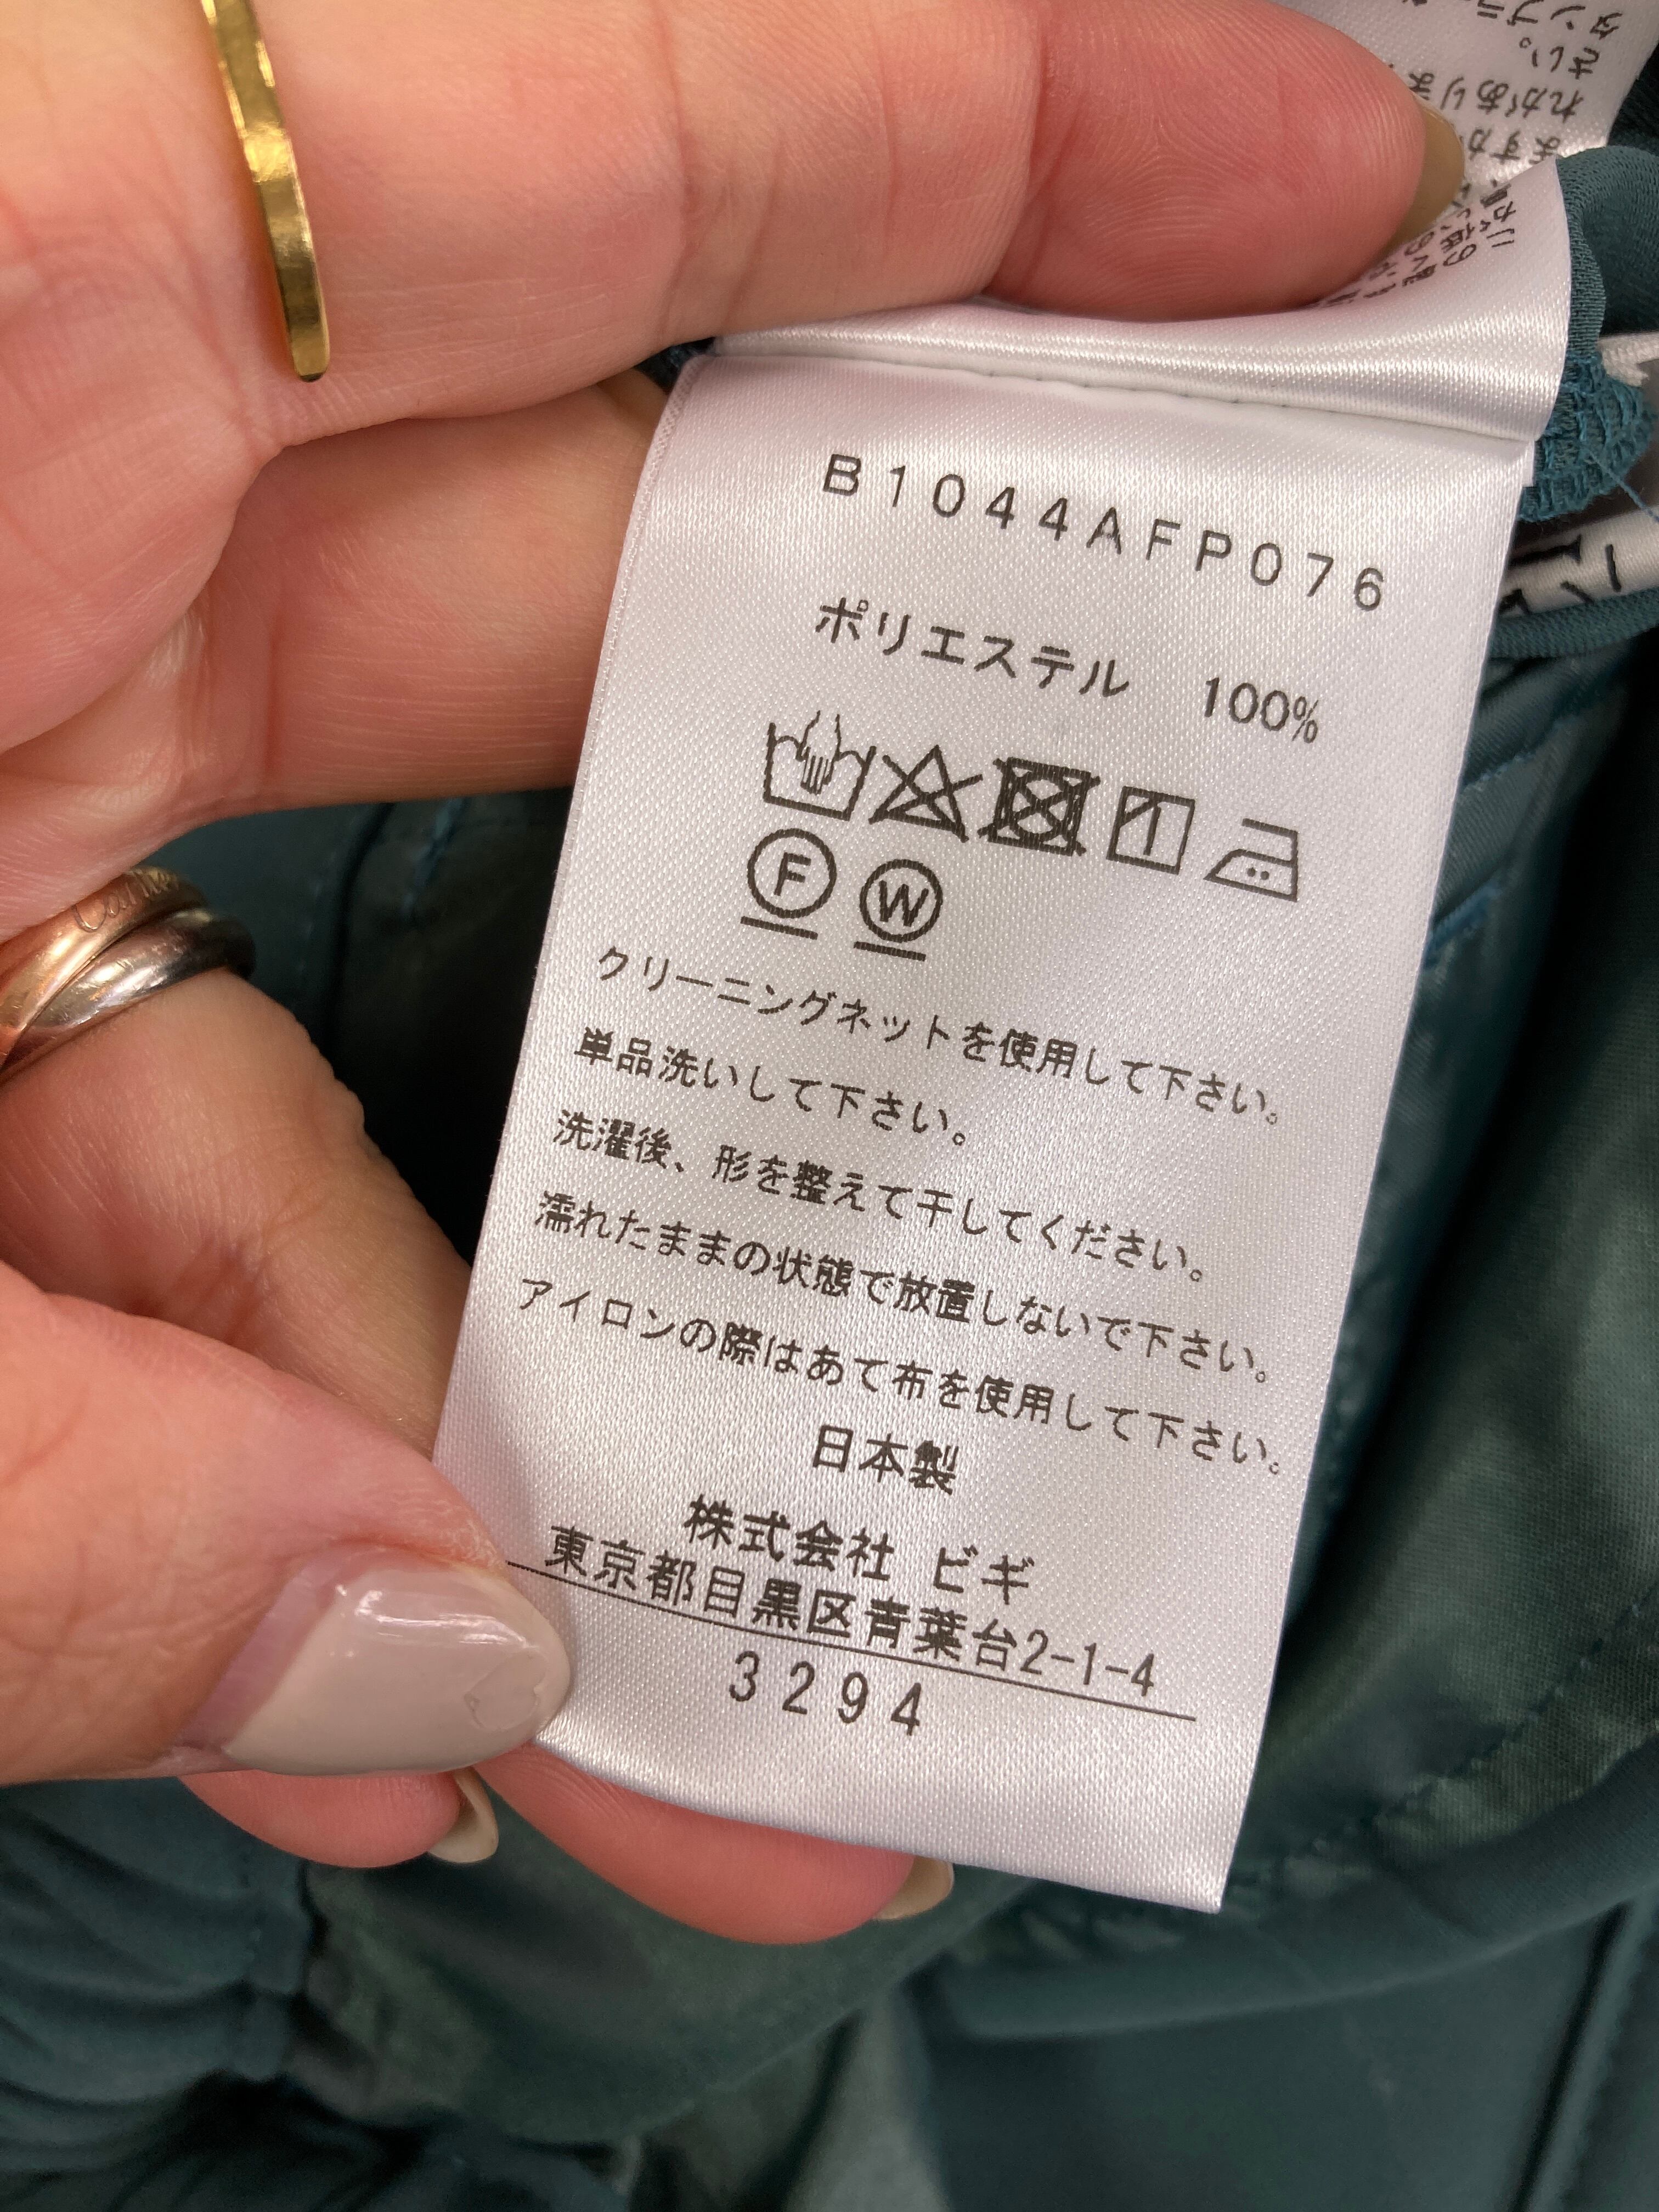 B1044AFP076
ポリエステル 100%
F W
クリーニングネットを使用して下さい。
単品洗いして下さい。
洗濯後、形を整えて干してください。
濡れたままの状態で放置しないで下さい。
アイロンの際はあて布を使用して下さい。
日本製
株式会社 ビギ
東京都目黒区青葉台2-1-4
3294